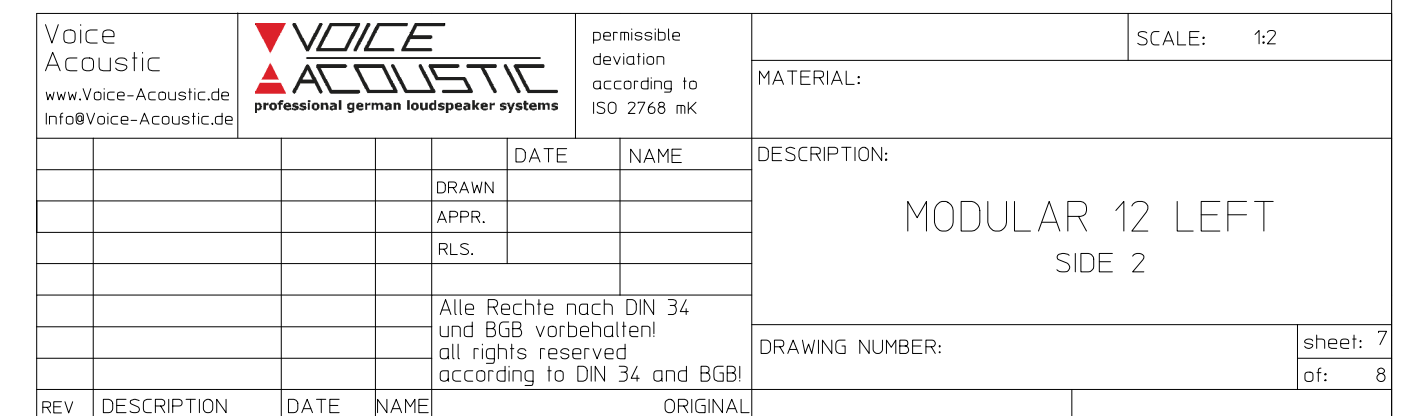 Voice
Acoustic
www.Voice-Acoustic.de
Info@Voice-Acoustic.de
VOICE
ACOUSTIC
professional german loudspeaker systems
permissible
deviation
according to
ISO 2768 mK
SCALE: 1:2
MATERIAL:
DATE NAME
DRAWN
APPR.
RLS.
DESCRIPTION:
MODULAR 12 LEFT
SIDE 2
Alle Rechte nach DIN 34
und BGB vorbehalten!
all rights reserved
according to DIN 34 and BGB!
DRAWING NUMBER:
sheet: 7
of: 8
REV DESCRIPTION DATE NAME ORIGINAL